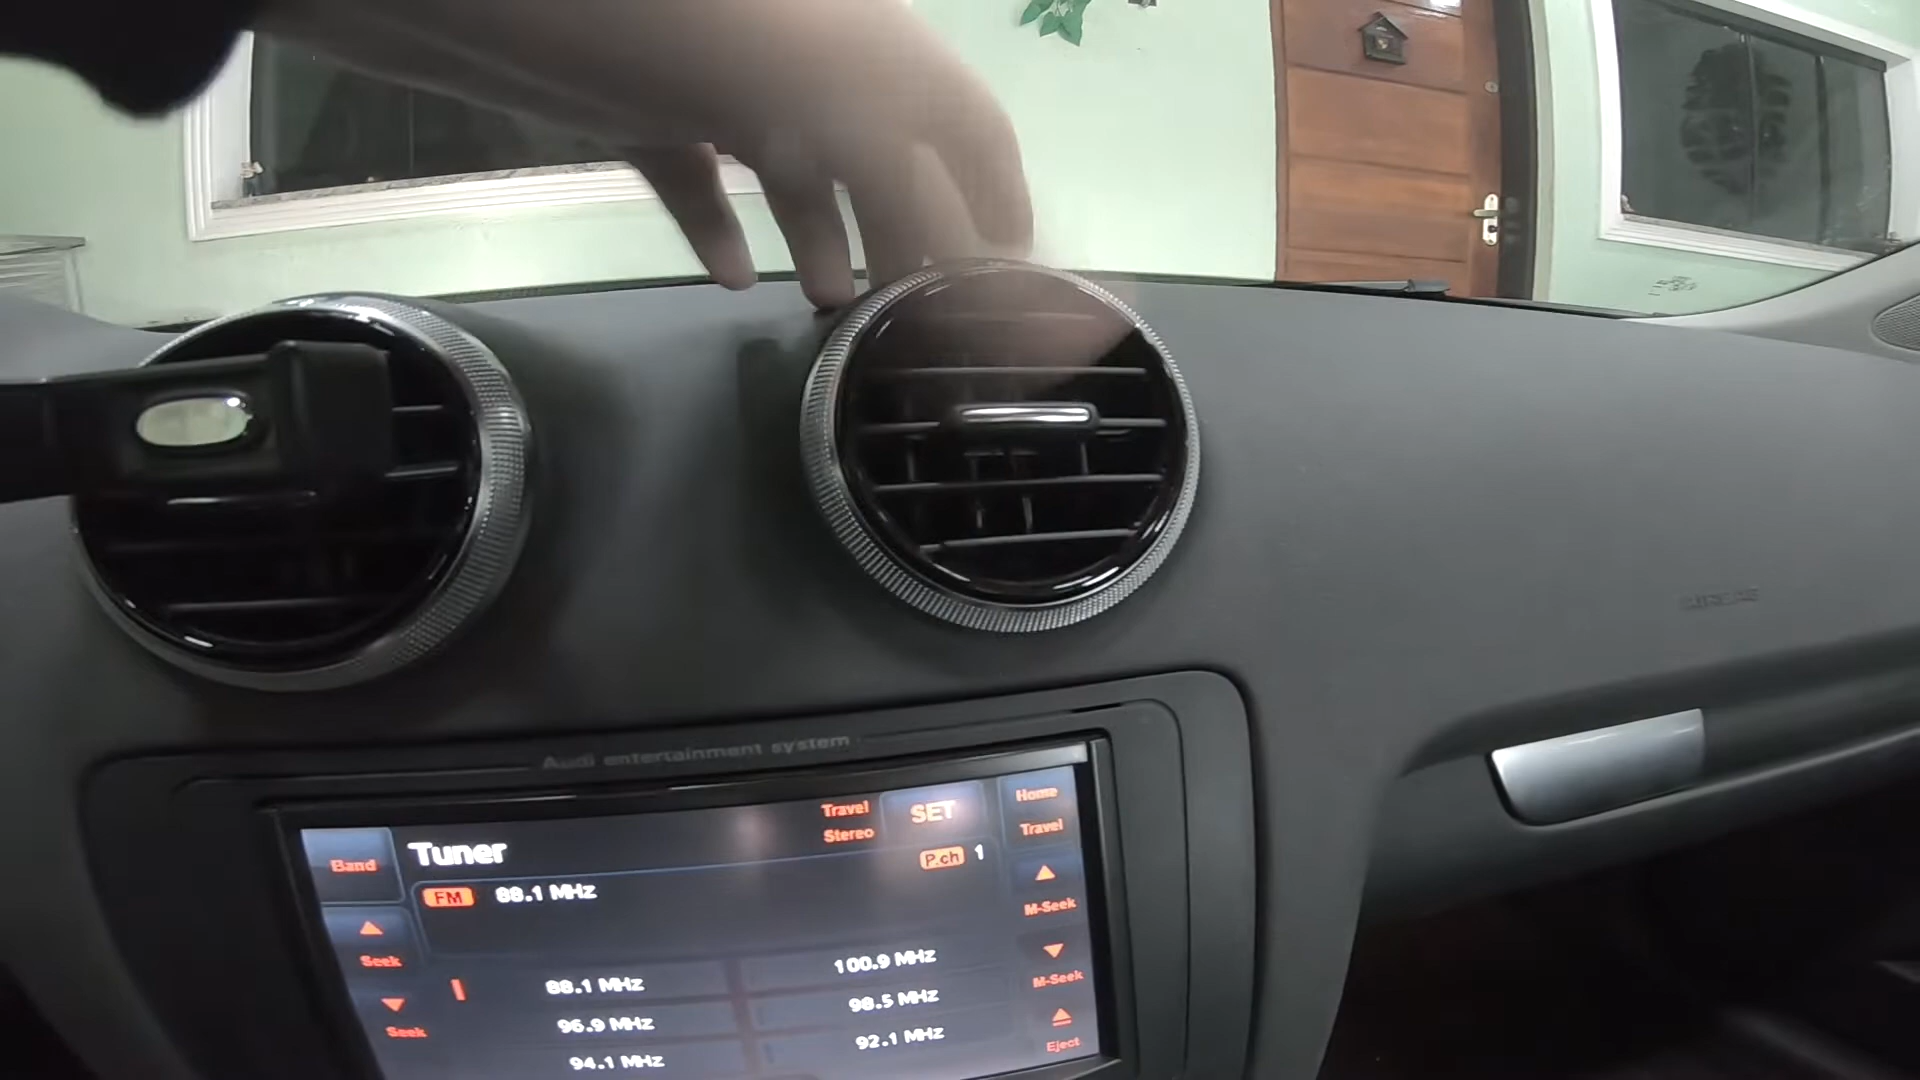 AIRBAG
Audi entertainment system
Band
Tuner
Travel
Stereo
SET
Home
Travel
FM 88.1 MHz
P.ch 1
M-Seek
Seek
M-Seek
Seek
Eject
88.1 MHz
100.9 MHz
96.9 MHz
98.5 MHz
94.1 MHz
92.1 MHz